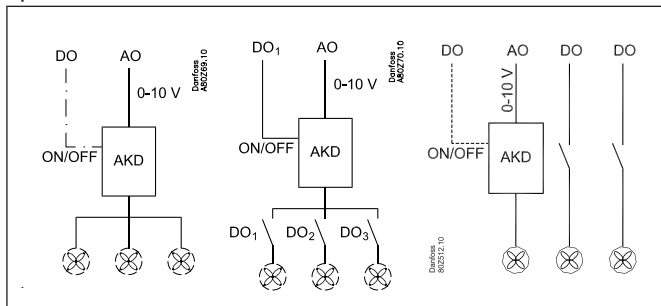 DO
AO
0-10 V
Danfoss
A80Z69.10
ON/OFF
AKD
DO1
AO
0-10 V
Danfoss
A80Z70.10
ON/OFF
AKD
DO1
DO2
DO3
DO
AO
DO
DO
0-10 V
ON/OFF
AKD
Danfoss
80Z512.10